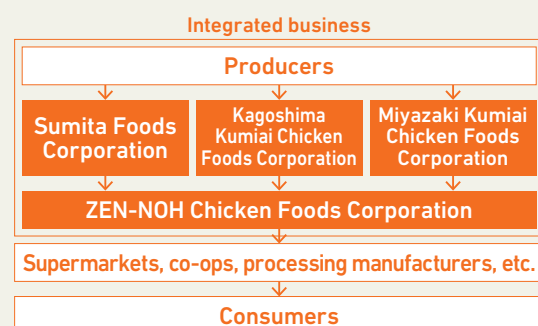 Integrated business
Producers
Sumita Foods
Corporation
Kagoshima
Kumiai Chicken
Foods Corporation
Miyazaki Kumiai
Chicken Foods
Corporation
ZEN-NOH Chicken Foods Corporation
Supermarkets, co-ops, processing manufacturers, etc.
Consumers